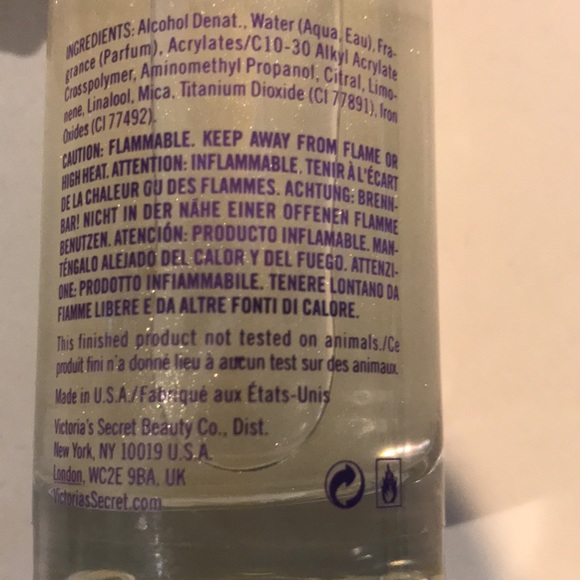 INGREDIENTS: Alcohol Denat., Water (Aqua, Eau), Fra-
grance (Parfum), Acrylates/C10-30 Alkyl Acrylate
Crosspolymer, Aminomethyl Propanol, Citral, Limo-
nene, Linalool, Mica, Titanium Dioxide (CI 77891), Iron
Oxides (CI 77492).
CAUTION: FLAMMABLE. KEEP AWAY FROM FLAME OR
HIGH HEAT. ATTENTION: INFLAMMABLE. TENIR À L'ÉCART
DE LA CHALEUR OU DES FLAMMES. ACHTUNG: BRENN-
BAR! NICHT IN DER NÄHE EINER OFFENEN FLAMME
BENUTZEN. ATENCIÓN: PRODUCTO INFLAMABLE. MAN-
TÉNGALO ALEJADO DEL CALOR Y DEL FUEGO. ATTENZI-
ONE: PRODOTTO INFIAMMABILE. TENERE LONTANO DA
FIAMME LIBERE E DA ALTRE FONTI DI CALORE.
This finished product not tested on animals./Ce
produit fini n'a donné lieu à aucun test sur des animaux.
Made in U.S.A./Fabriqué aux États-Unis
Victoria's Secret Beauty Co., Dist.
New York, NY 10019 U.S.A.
London, WC2E 9BA, UK
VictoriasSecret.com